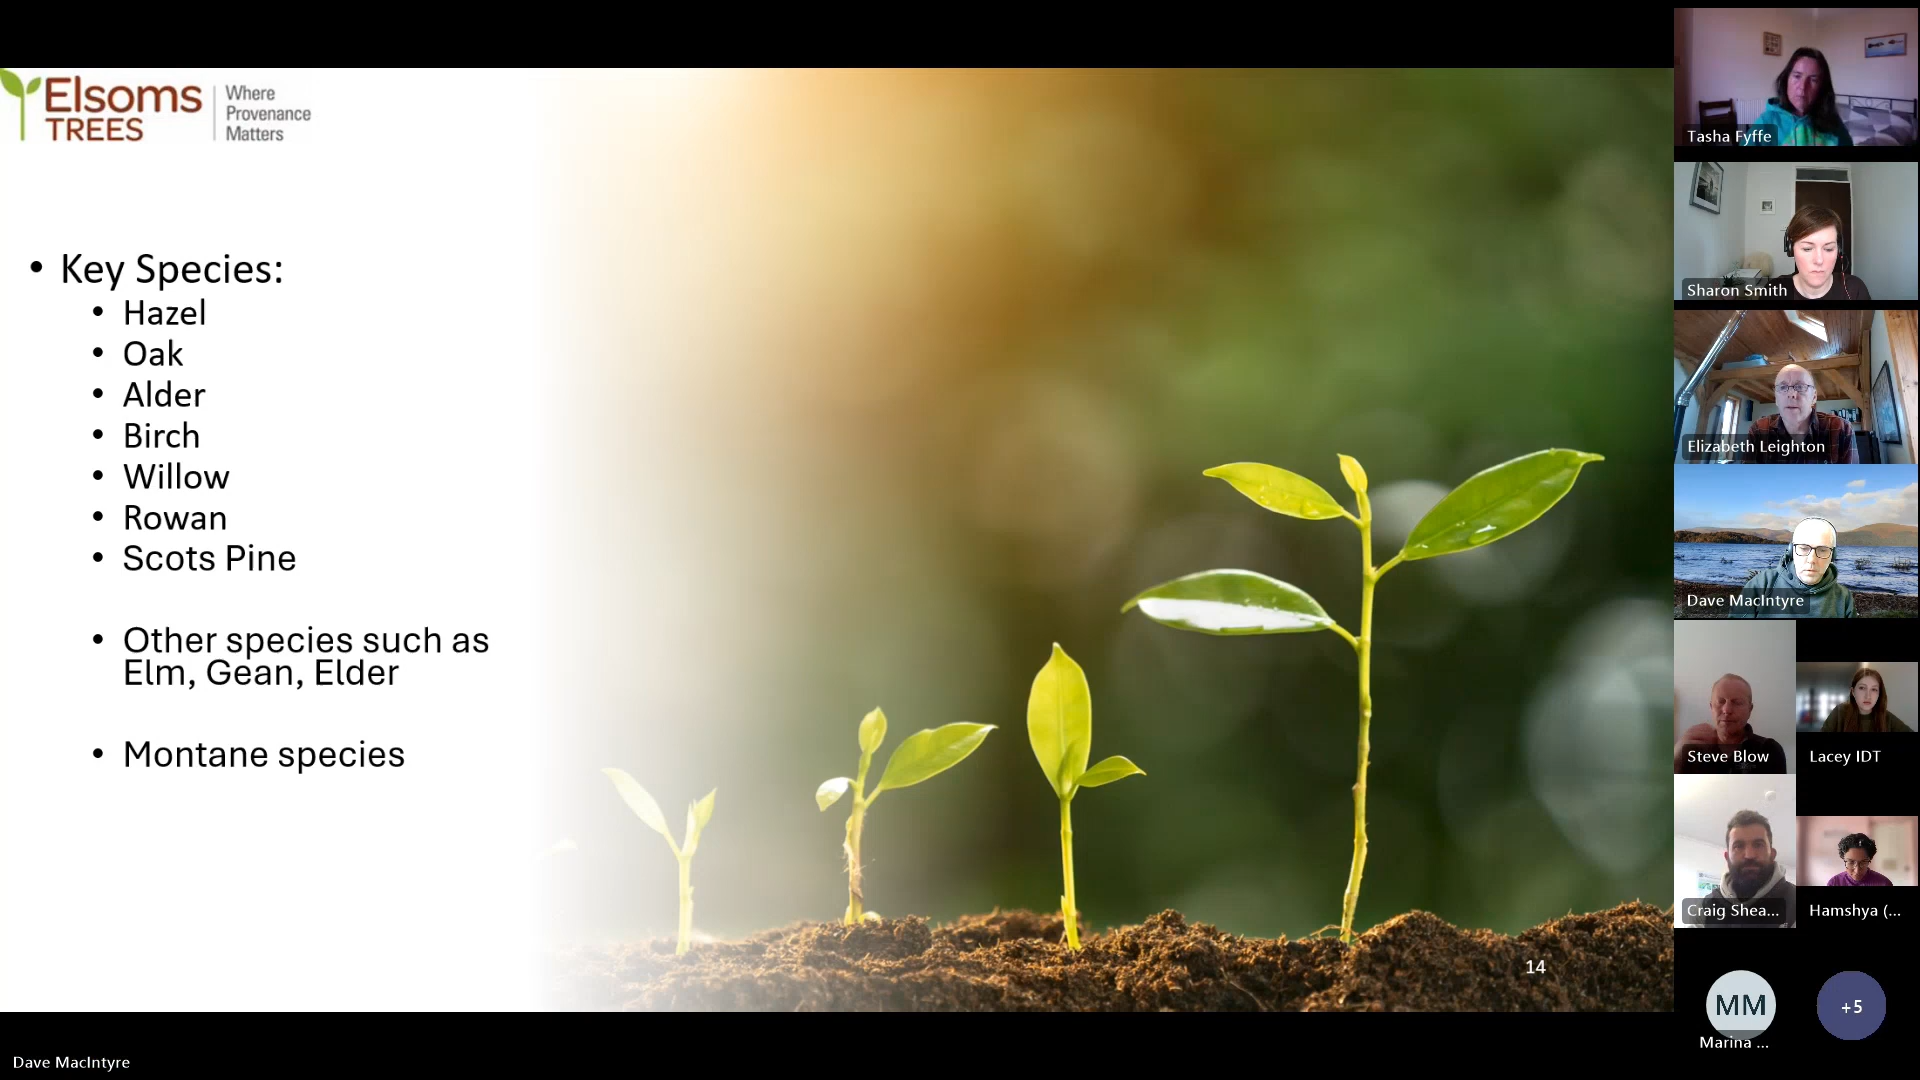 Elsoms
TREES
Where
Provenance
Matters
• Key Species:
• Hazel
• Oak
• Alder
• Birch
• Willow
• Rowan
• Scots Pine
• Other species such as
Elm, Gean, Elder
• Montane species
14
Dave MacIntyre
Tasha Fyffe
Sharon Smith
Elizabeth Leighton
Dave MacIntyre
Steve Blow
Lacey IDT
Craig Shea...
Hamshya (...
MM
Marina ...
+5